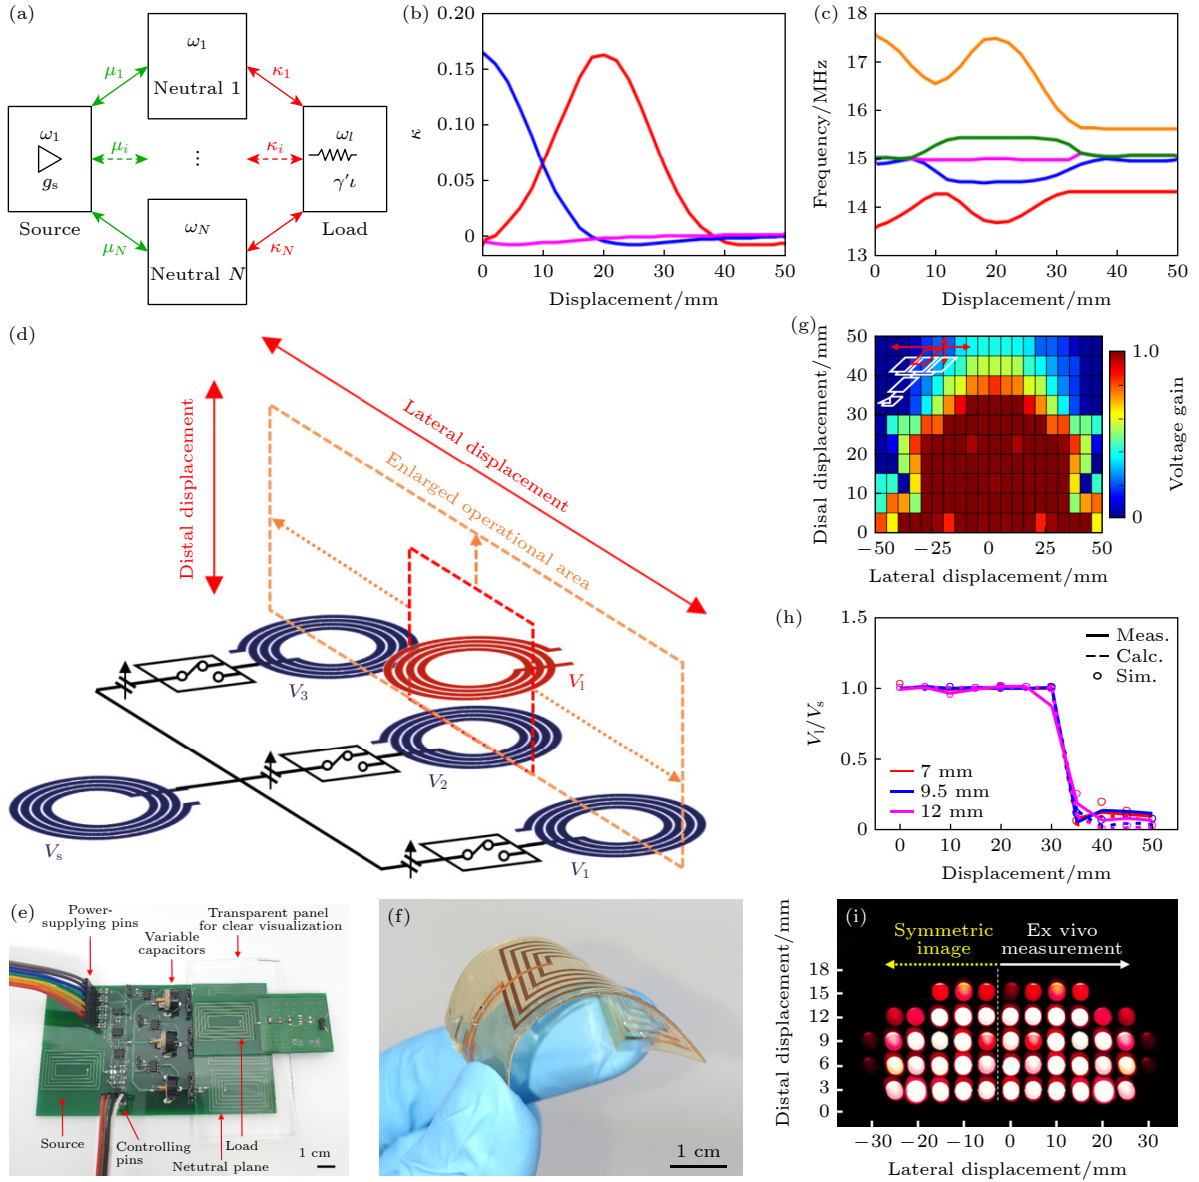 (a)
ω1
Neutral 1
μ1
κ1
ω1
gs
μi
⋮
κi
ωl
γ′ι
Source
Load
μN
ωN
Neutral N
κN
(b)
0.20
0.15
0.10
0.05
0
κ
0 10 20 30 40 50
Displacement/mm
(c)
18
17
16
15
14
13
Frequency/MHz
0 10 20 30 40 50
Displacement/mm
(d)
Distal displacement
Lateral displacement
Enlarged operational area
V3
Vl
V2
Vs
V1
(g)
50
40
30
20
10
0
Disal displacement/mm
−50 −25 0 25 50
Lateral displacement/mm
1.0
0
Voltage gain
(h)
1.5
1.0
0.5
0
Vl/Vs
Meas.
Calc.
Sim.
7 mm
9.5 mm
12 mm
0 10 20 30 40 50
Displacement/mm
(e)
Power-
supplying pins
Variable
capacitors
Transparent panel
for clear visualization
Source
Controlling
pins
Load
Netutral plane
1 cm
(f)
1 cm
(i)
Symmetric
image
Ex vivo
measurement
18
15
12
9
6
3
0
Distal displacement/mm
−30 −20 −10 0 10 20 30
Lateral displacement/mm